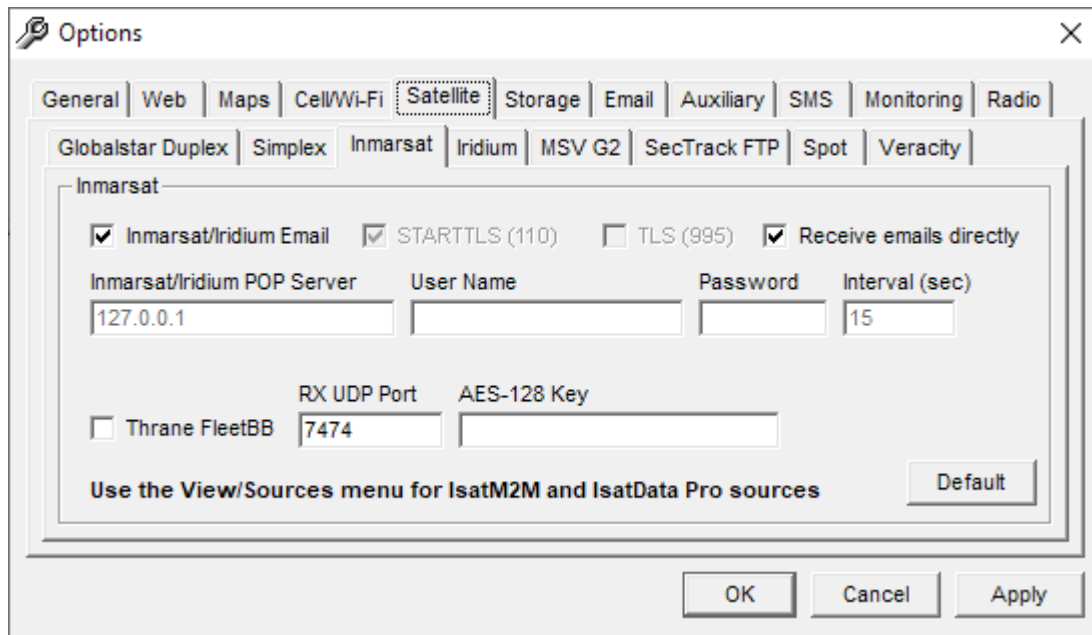 Options
General Web Maps Cell/Wi-Fi Satellite Storage Email Auxiliary SMS Monitoring Radio
Globalstar Duplex Simplex Inmarsat Iridium MSV G2 SecTrack FTP Spot Veracity
Inmarsat
Inmarsat/Iridium Email STARTTLS (110) TLS (995) Receive emails directly
Inmarsat/Iridium POP Server User Name Password Interval (sec)
127.0.0.1 15
RX UDP Port AES-128 Key
Thrane FleetBB 7474
Use the View/Sources menu for IsatM2M and IsatData Pro sources Default
OK Cancel Apply